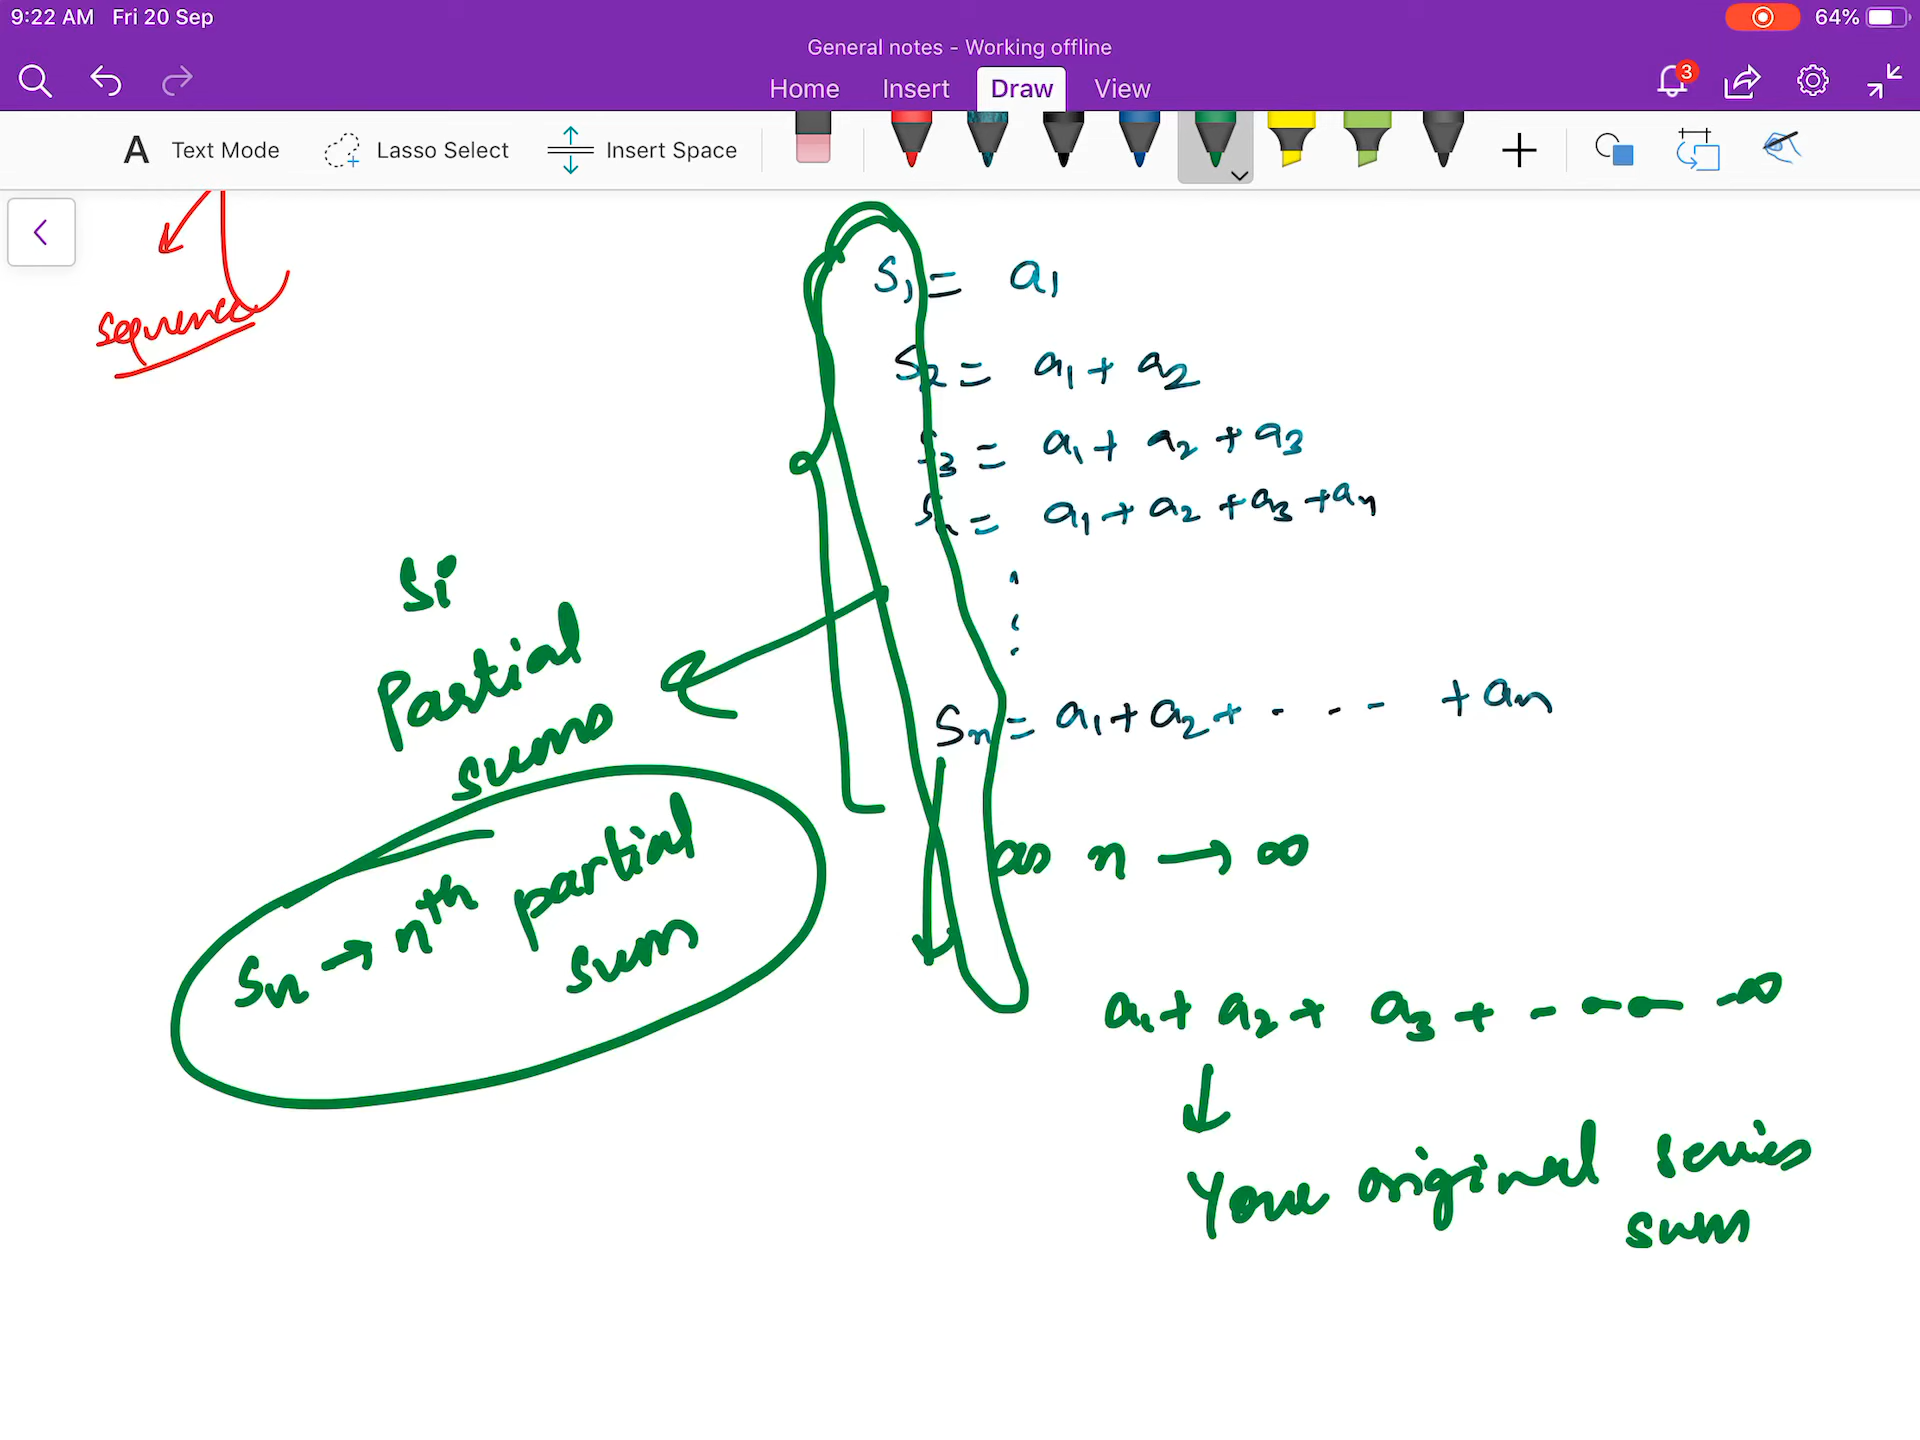 9:22 AM Fri 20 Sep
64%
General notes - Working offline
Home Insert Draw View
3
A Text Mode Lasso Select Insert Space
sequence
S₁ = a₁
S₂ = a₁ + a₂
S₃ = a₁ + a₂ + a₃
S₄ = a₁ + a₂ + a₃ + a₄
Si
Partial
sums
Sn = a₁ + a₂ + - - - + an
Sn → nth partial
sum
as n → ∞
a₁ + a₂ + a₃ + - - - - ∞
Your original series
sum